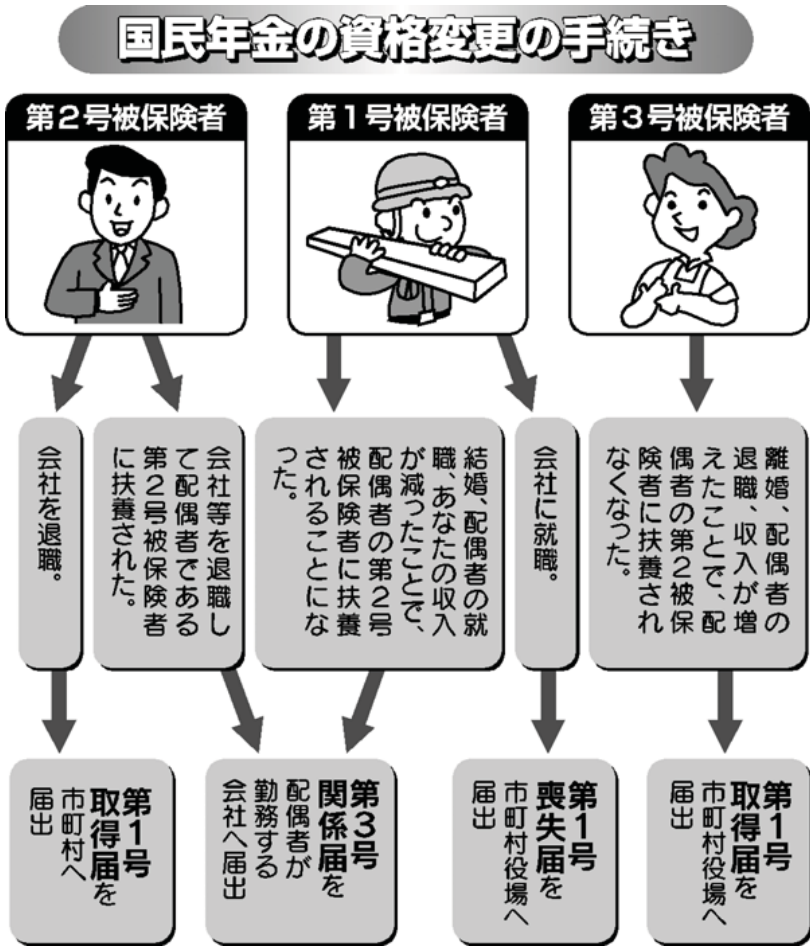 国民年金の資格変更の手続き
第2号被保険者
第1号被保険者
第3号被保険者
会社を退職。
会社等を退職し
て配偶者である
第2号被保険者
に扶養された。
結婚、配偶者の就
職、あなたの収入
が減ったことで、
配偶者の第2号
被保険者に扶養
されることにな
った。
会社に就職。
離婚、配偶者の
退職、収入が増
えたことで、配
偶者の第2被保
険者に扶養され
なくなった。
第1号
取得届を
市町村へ
届出
第3号
関係届を
配偶者が
勤務する
会社へ届出
第1号
喪失届を
市町村役場へ
届出
第1号
取得届を
市町村役場へ
届出